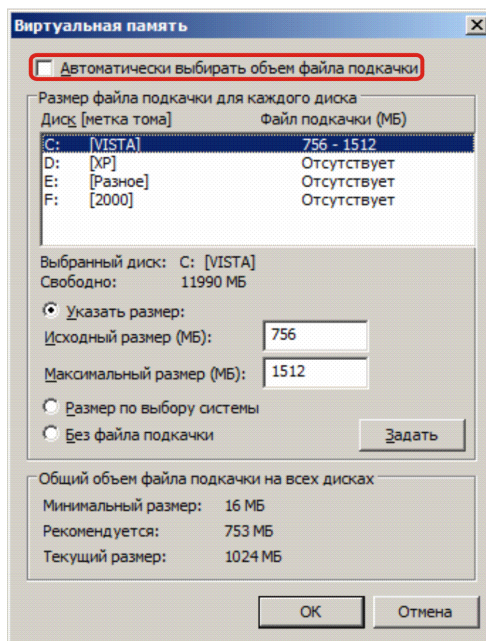 Виртуальная память
Автоматически выбирать объем файла подкачки
Размер файла подкачки для каждого диска
Диск [метка тома] Файл подкачки (МБ)
C: [VISTA] 756 - 1512
D: [XP] Отсутствует
E: [Разное] Отсутствует
F: [2000] Отсутствует
Выбранный диск: C: [VISTA]
Свободно: 11990 МБ
Указать размер:
Исходный размер (МБ): 756
Максимальный размер (МБ): 1512
Размер по выбору системы
Без файла подкачки Задать
Общий объем файла подкачки на всех дисках
Минимальный размер: 16 МБ
Рекомендуется: 753 МБ
Текущий размер: 1024 МБ
OK Отмена